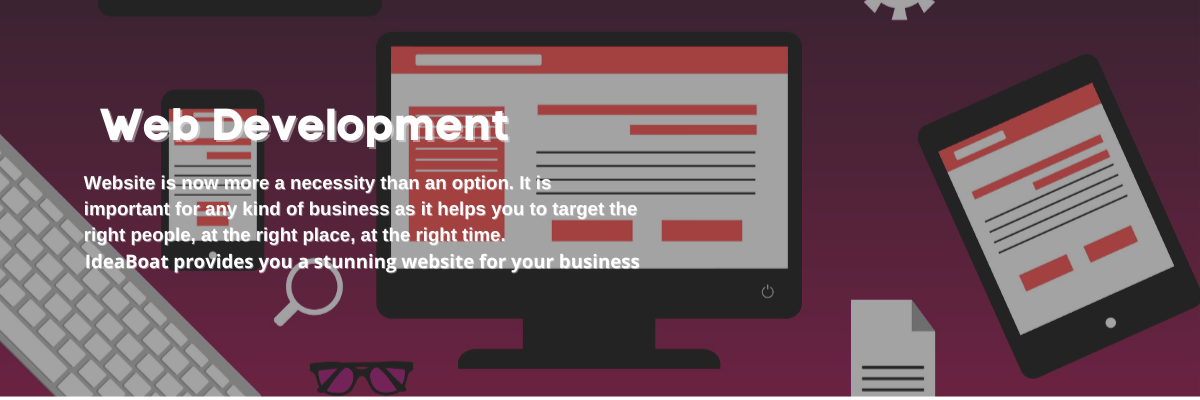 Web Development
Website is now more a necessity than an option. It is
important for any kind of business as it helps you to target the
right people, at the right place, at the right time.
IdeaBoat provides you a stunning website for your business